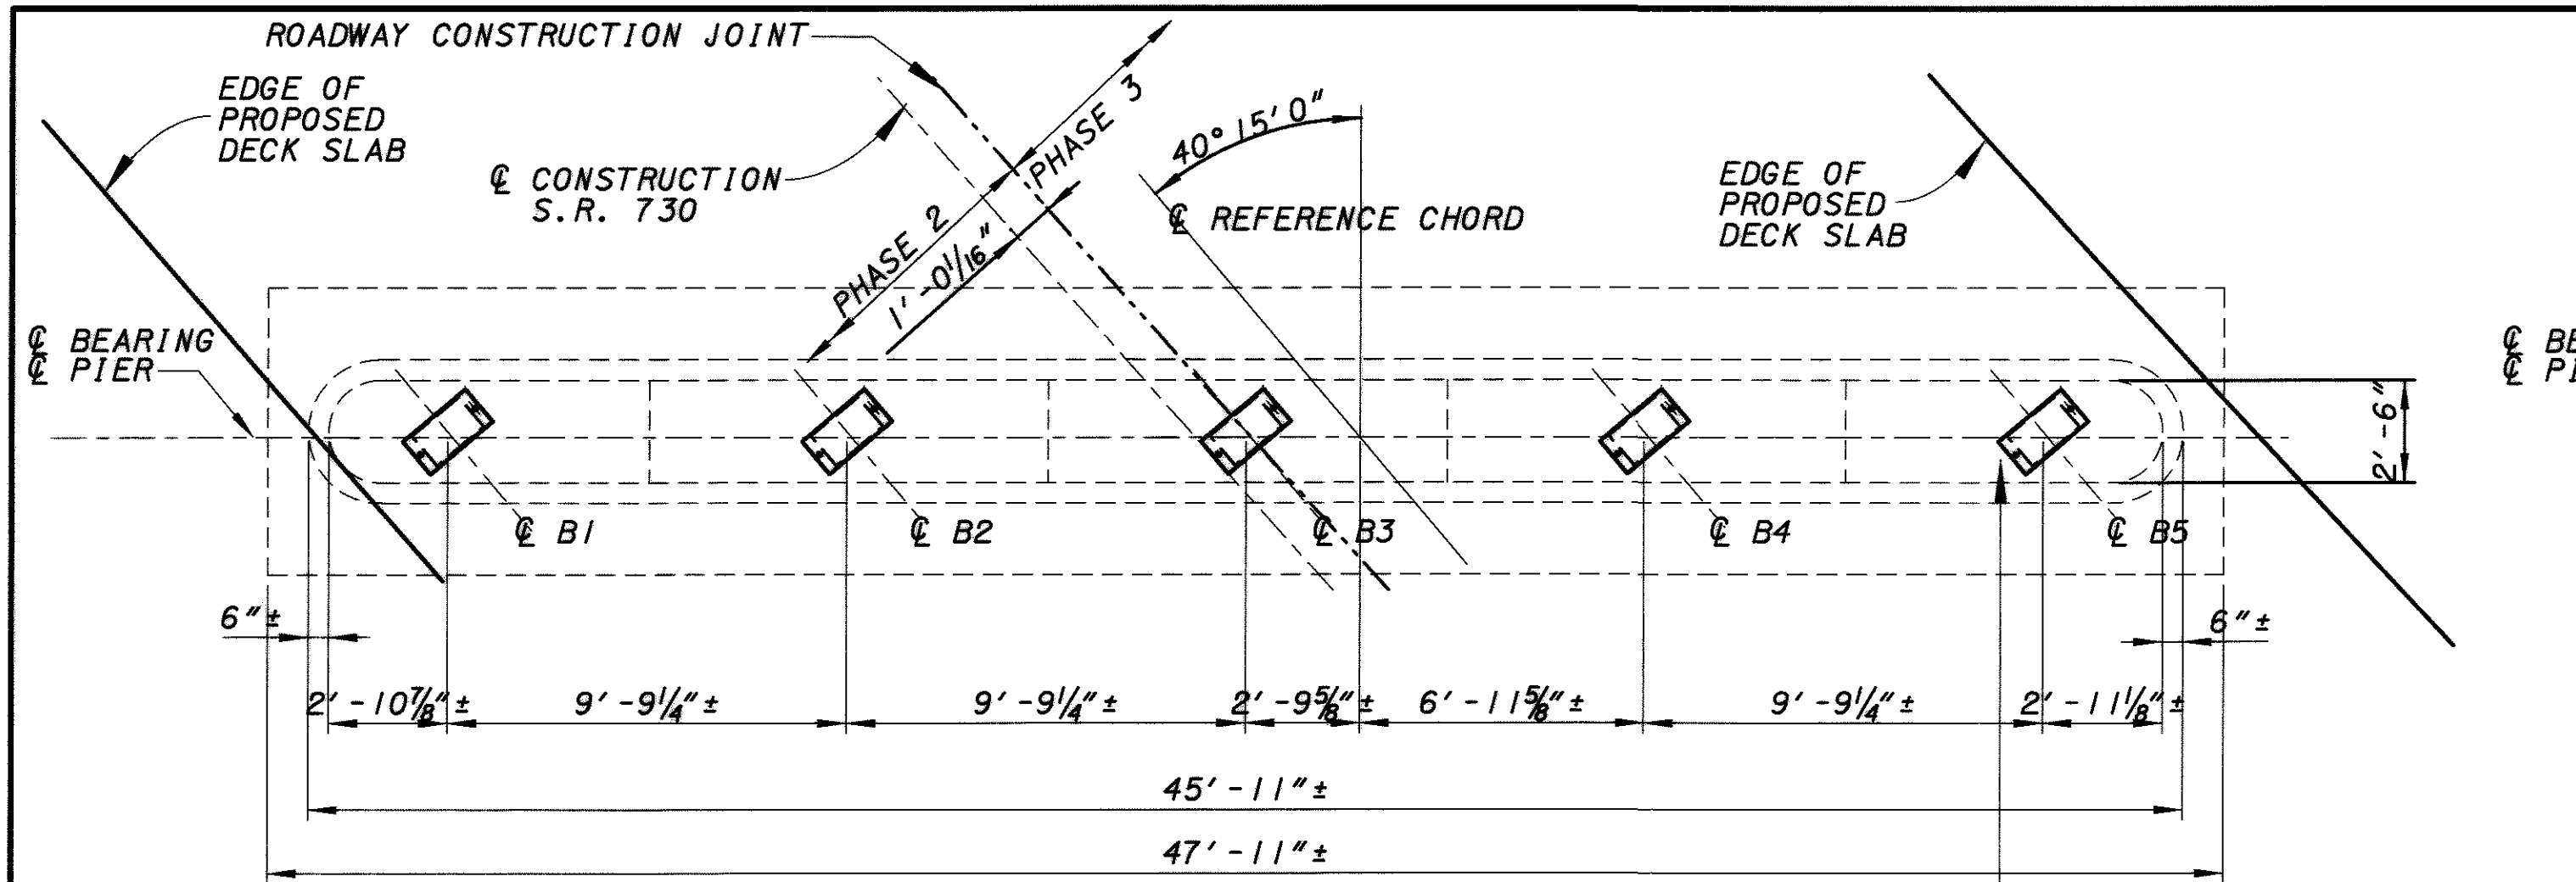 ROADWAY CONSTRUCTION JOINT
EDGE OF
PROPOSED
DECK SLAB
℄ CONSTRUCTION
S.R. 730
PHASE 3
PHASE 2
1'-0 1/16"
40° 15' 0"
℄ REFERENCE CHORD
EDGE OF
PROPOSED
DECK SLAB
℄ BEARING
℄ PIER
℄ BE
℄ PI
2'-6"
℄ B1
℄ B2
℄ B3
℄ B4
℄ B5
6"±
6"±
2'-10 7/8"±
9'-9 1/4"±
9'-9 1/4"±
2'-9 5/8"±
6'-11 5/8"±
9'-9 1/4"±
2'-11 1/8"±
45'-11"±
47'-11"±